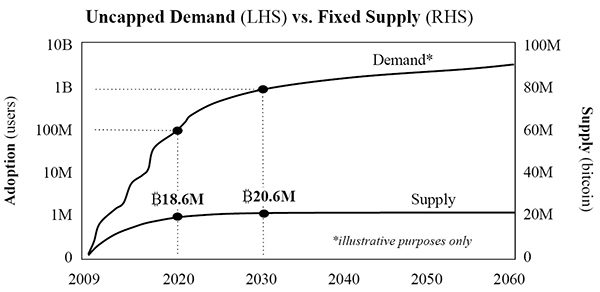 Uncapped Demand (LHS) vs. Fixed Supply (RHS)
10B 100M
Demand*
1B 80M
100M 60M
10M 40M
₿18.6M ₿20.6M
Supply
1M 20M
*illustrative purposes only
0 0
2009 2020 2030 2040 2050 2060
Adoption (users)
Supply (bitcoin)